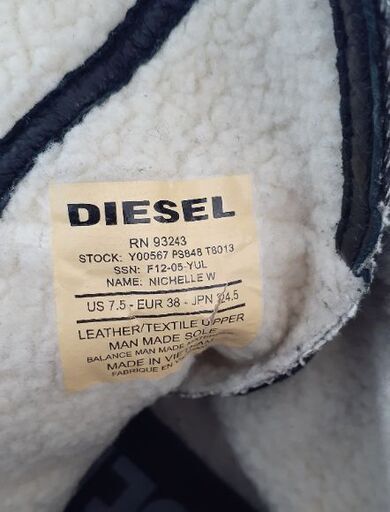 DIESEL
RN 93243
STOCK: Y00567 PS848 T8013
SSN: F12-05-YUL
NAME: NICHELLE W
US 7.5 - EUR 38 - JPN 24.5
LEATHER/TEXTILE UPPER
MAN MADE SOLE
BALANCE MAN MADE
MADE IN
FABRIQUE EN